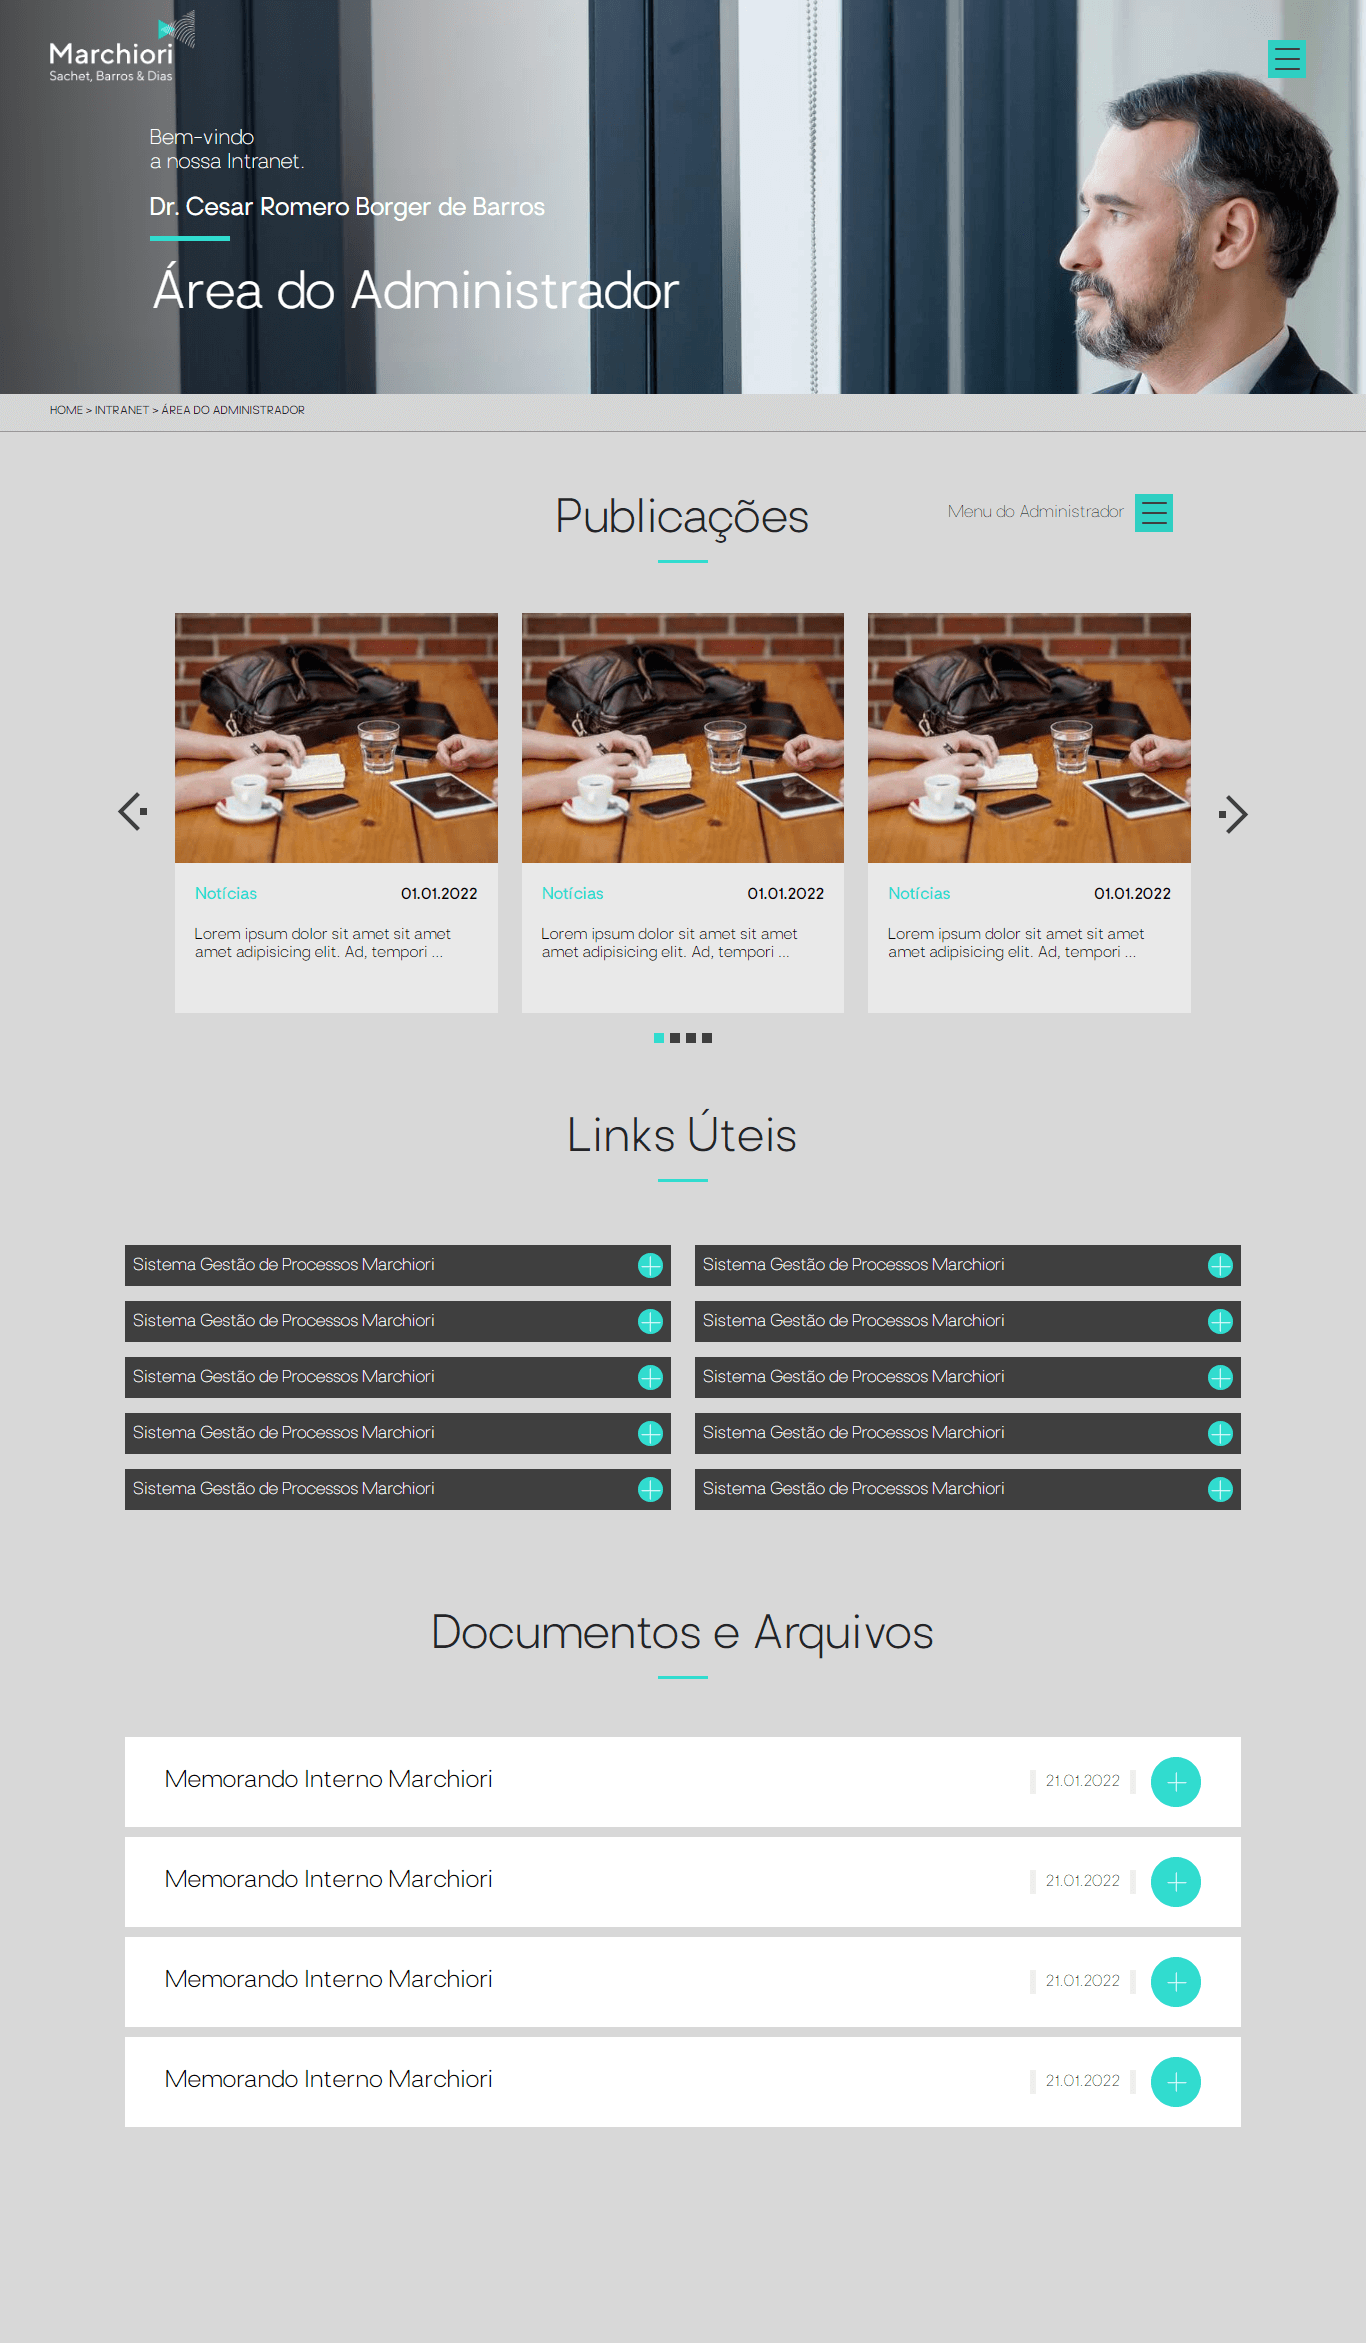 Marchiori
Sachet, Barros & Dias
Bem-vindo
a nossa Intranet.
Dr. Cesar Romero Borger de Barros
Área do Administrador
HOME > INTRANET > ÁREA DO ADMINISTRADOR
Publicações
Menu do Administrador
Notícias 01.01.2022
Lorem ipsum dolor sit amet sit amet
amet adipisicing elit. Ad, tempori ...
Notícias 01.01.2022
Lorem ipsum dolor sit amet sit amet
amet adipisicing elit. Ad, tempori ...
Notícias 01.01.2022
Lorem ipsum dolor sit amet sit amet
amet adipisicing elit. Ad, tempori ...
Links Úteis
Sistema Gestão de Processos Marchiori
Sistema Gestão de Processos Marchiori
Sistema Gestão de Processos Marchiori
Sistema Gestão de Processos Marchiori
Sistema Gestão de Processos Marchiori
Sistema Gestão de Processos Marchiori
Sistema Gestão de Processos Marchiori
Sistema Gestão de Processos Marchiori
Sistema Gestão de Processos Marchiori
Sistema Gestão de Processos Marchiori
Documentos e Arquivos
Memorando Interno Marchiori 21.01.2022
Memorando Interno Marchiori 21.01.2022
Memorando Interno Marchiori 21.01.2022
Memorando Interno Marchiori 21.01.2022